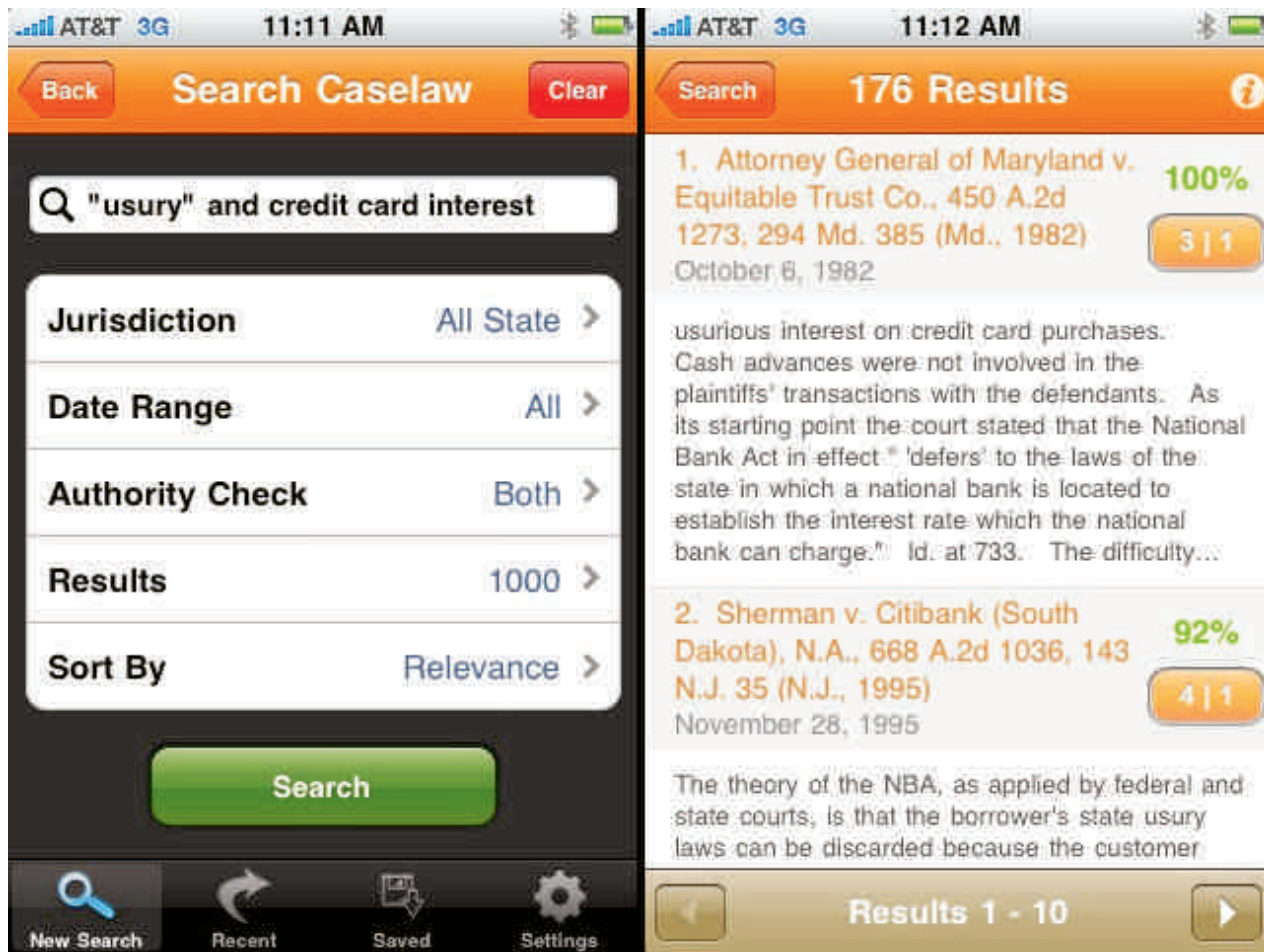 AT&T 3G 11:11 AM
Back Search Caselaw Clear
"usury" and credit card interest
Jurisdiction All State
Date Range All
Authority Check Both
Results 1000
Sort By Relevance
Search
New Search Recent Saved Settings
AT&T 3G 11:12 AM
Search 176 Results i
1. Attorney General of Maryland v.
Equitable Trust Co., 450 A.2d
1273, 294 Md. 385 (Md., 1982)
October 6, 1982
100%
3 | 1
usurious interest on credit card purchases.
Cash advances were not involved in the
plaintiffs' transactions with the defendants. As
its starting point the court stated that the National
Bank Act in effect " 'defers' to the laws of the
state in which a national bank is located to
establish the interest rate which the national
bank can charge." Id. at 733. The difficulty...
2. Sherman v. Citibank (South
Dakota), N.A., 668 A.2d 1036, 143
N.J. 35 (N.J., 1995)
November 28, 1995
92%
4 | 1
The theory of the NBA, as applied by federal and
state courts, is that the borrower's state usury
laws can be discarded because the customer
Results 1 - 10